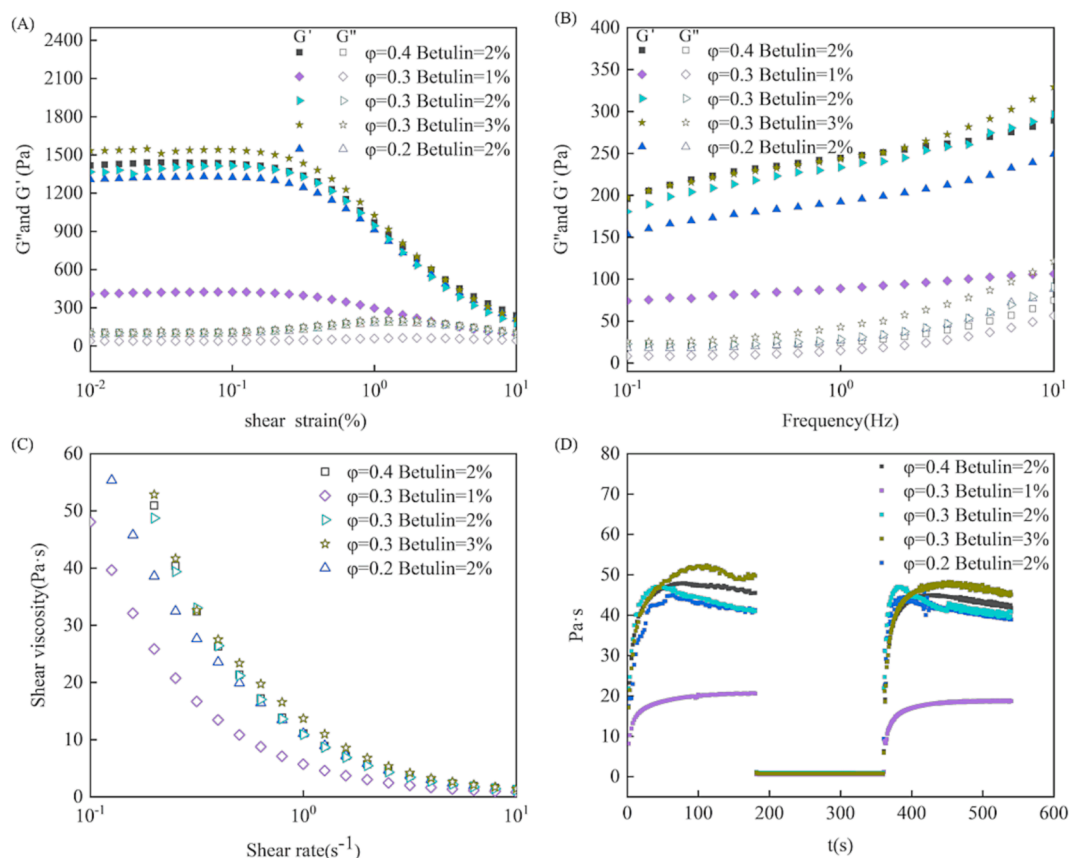 (A)
2400
2100
1800
1500
1200
900
600
300
0
G"and G' (Pa)
G' G"
φ=0.4 Betulin=2%
φ=0.3 Betulin=1%
φ=0.3 Betulin=2%
φ=0.3 Betulin=3%
φ=0.2 Betulin=2%
10-2 10-1 100 101
shear strain(%)
(B)
400
350
300
250
200
150
100
50
0
G"and G' (Pa)
G' G"
φ=0.4 Betulin=2%
φ=0.3 Betulin=1%
φ=0.3 Betulin=2%
φ=0.3 Betulin=3%
φ=0.2 Betulin=2%
10-1 100 101
Frequency(Hz)
(C)
60
50
40
30
20
10
0
Shear viscosity(Pa·s)
φ=0.4 Betulin=2%
φ=0.3 Betulin=1%
φ=0.3 Betulin=2%
φ=0.3 Betulin=3%
φ=0.2 Betulin=2%
10-1 100 101
Shear rate(s-1)
(D)
80
70
60
50
40
30
20
10
0
Pa·s
φ=0.4 Betulin=2%
φ=0.3 Betulin=1%
φ=0.3 Betulin=2%
φ=0.3 Betulin=3%
φ=0.2 Betulin=2%
0 100 200 300 400 500 600
t(s)